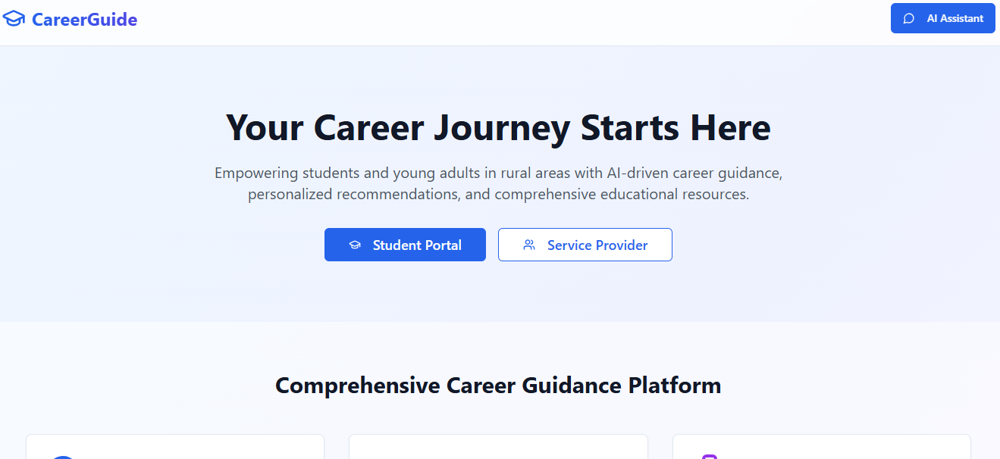 CareerGuide
AI Assistant
Your Career Journey Starts Here
Empowering students and young adults in rural areas with AI-driven career guidance,
personalized recommendations, and comprehensive educational resources.
Student Portal
Service Provider
Comprehensive Career Guidance Platform